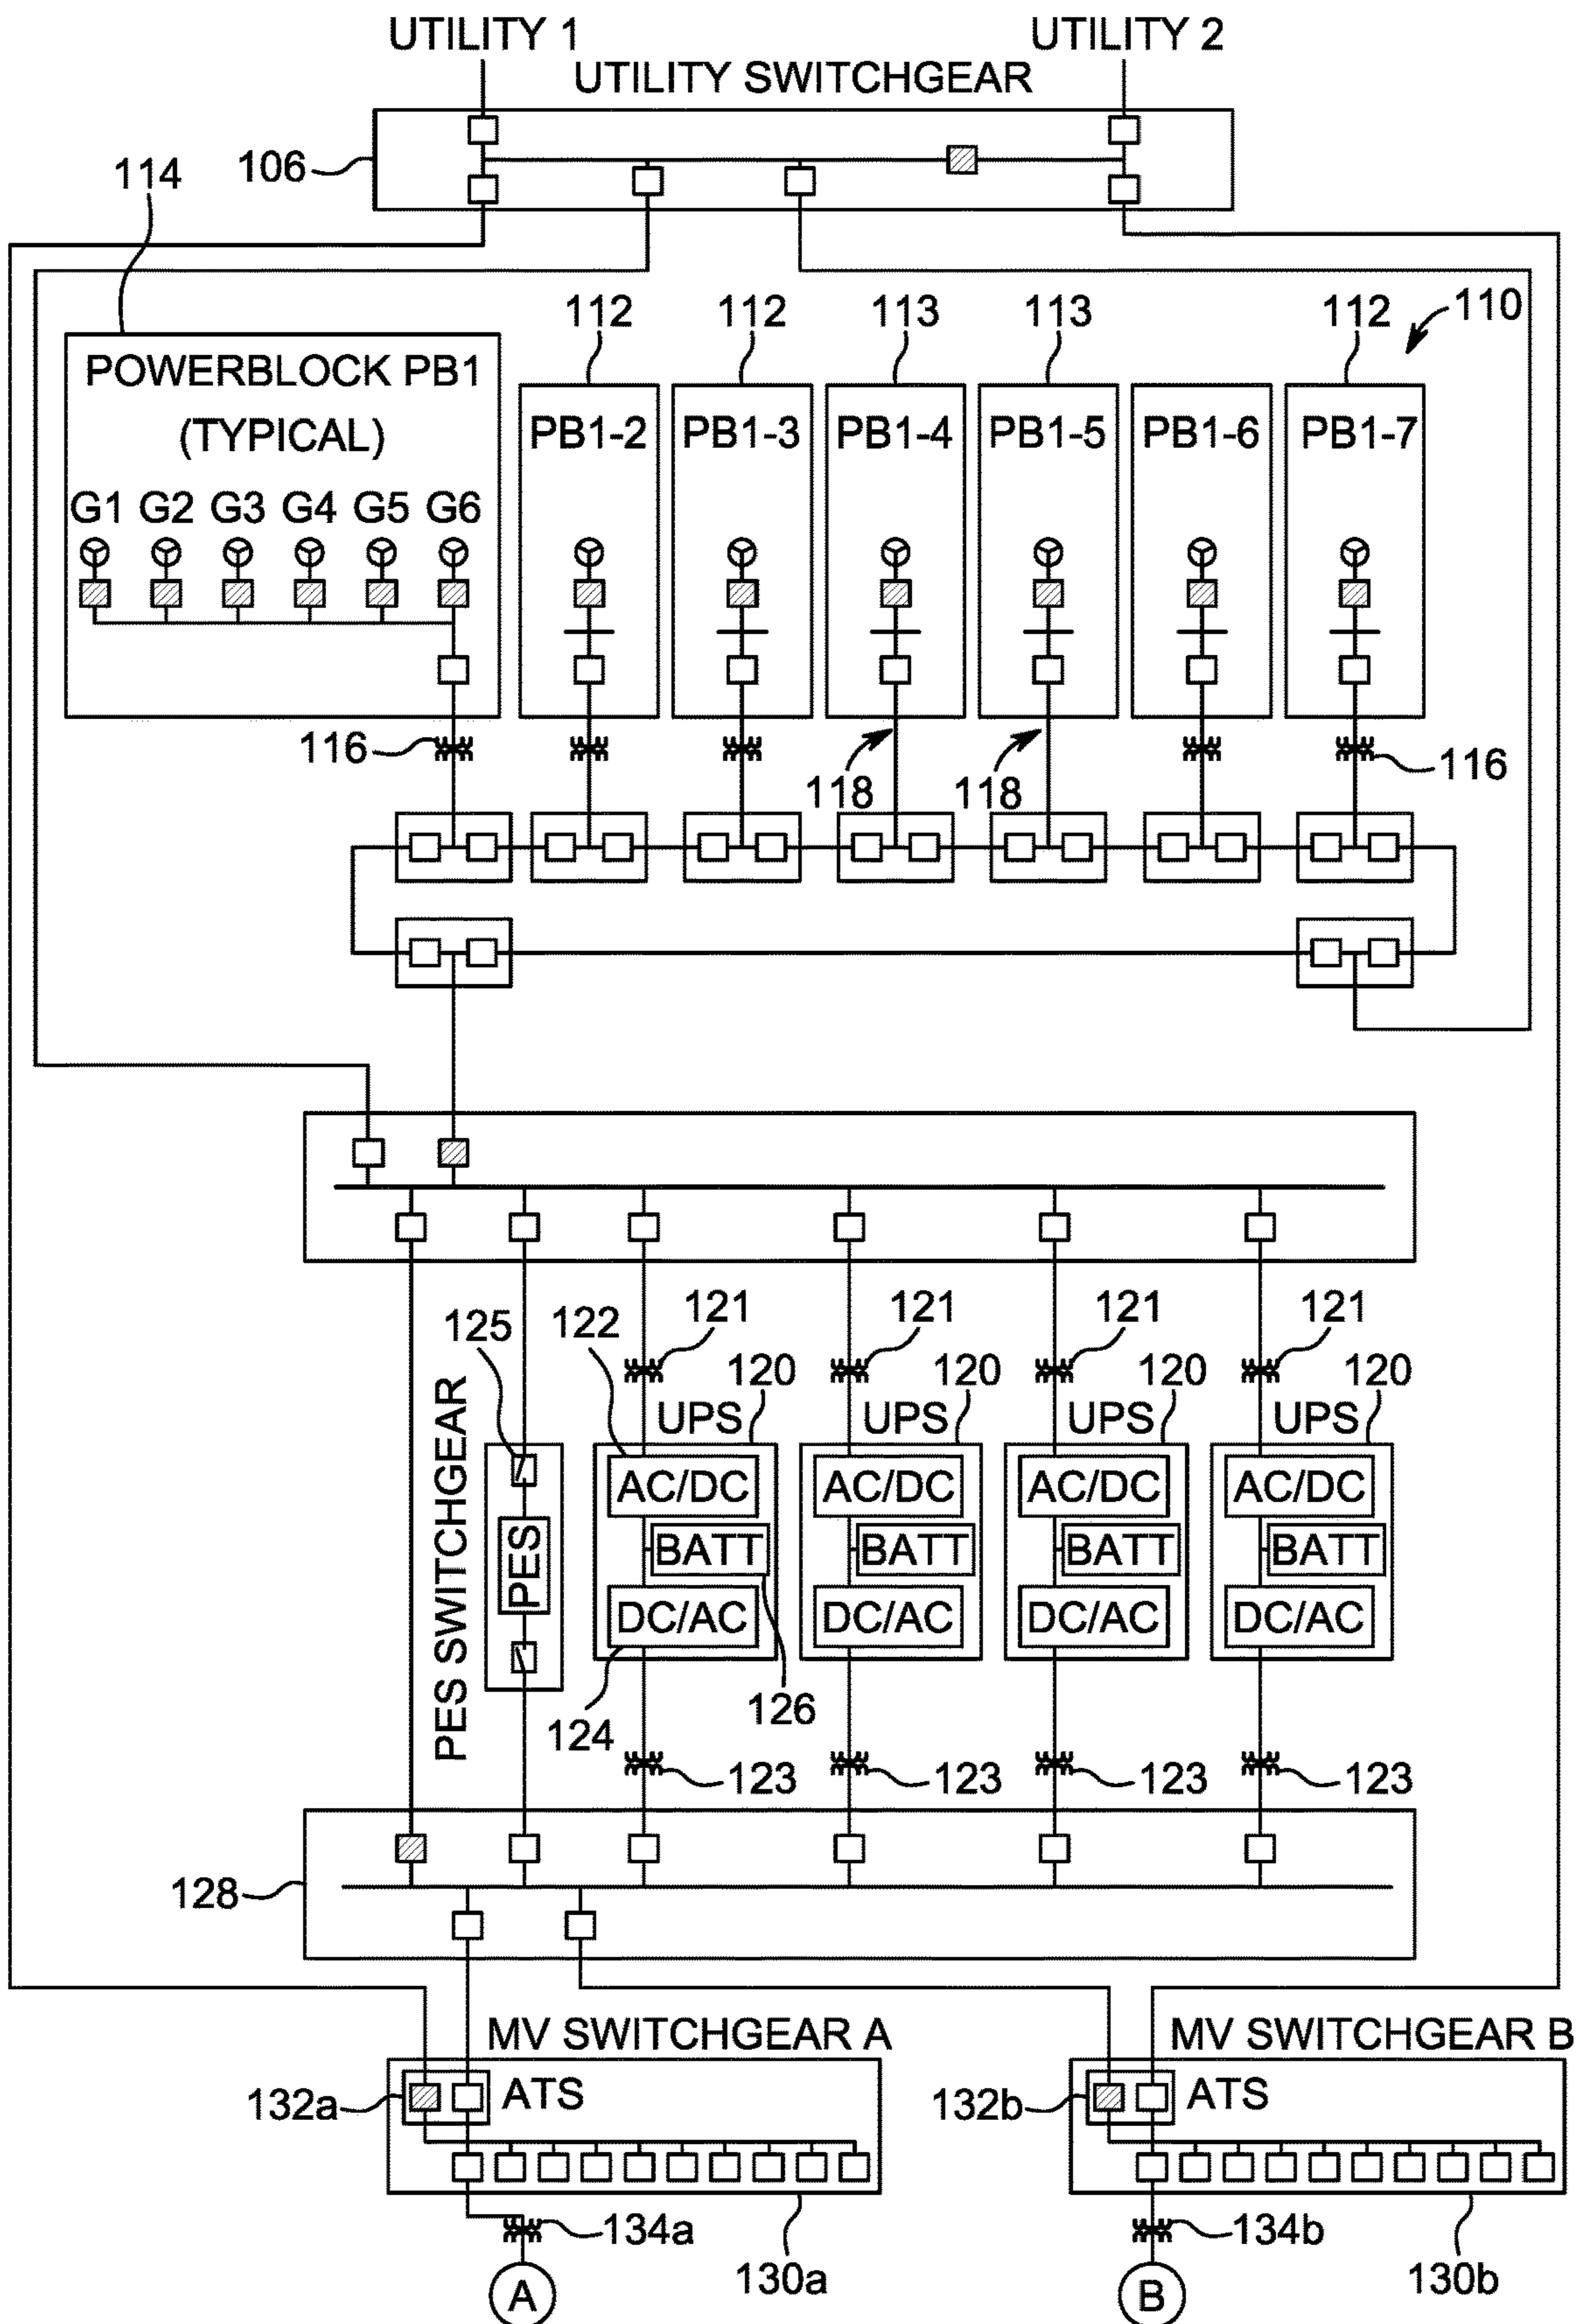 UTILITY 1
UTILITY 2
UTILITY SWITCHGEAR
106
114
112
112
113
113
112
110
POWERBLOCK PB1
(TYPICAL)
PB1-2
PB1-3
PB1-4
PB1-5
PB1-6
PB1-7
G1 G2 G3 G4 G5 G6
116
118
118
116
125
122
121
121
121
121
120
120
120
120
UPS
UPS
UPS
UPS
PES SWITCHGEAR
PES
AC/DC
AC/DC
AC/DC
AC/DC
BATT
BATT
BATT
BATT
DC/AC
DC/AC
DC/AC
DC/AC
124
126
123
123
123
123
128
MV SWITCHGEAR A
MV SWITCHGEAR B
132a
ATS
132b
ATS
134a
134b
130a
130b
A
B